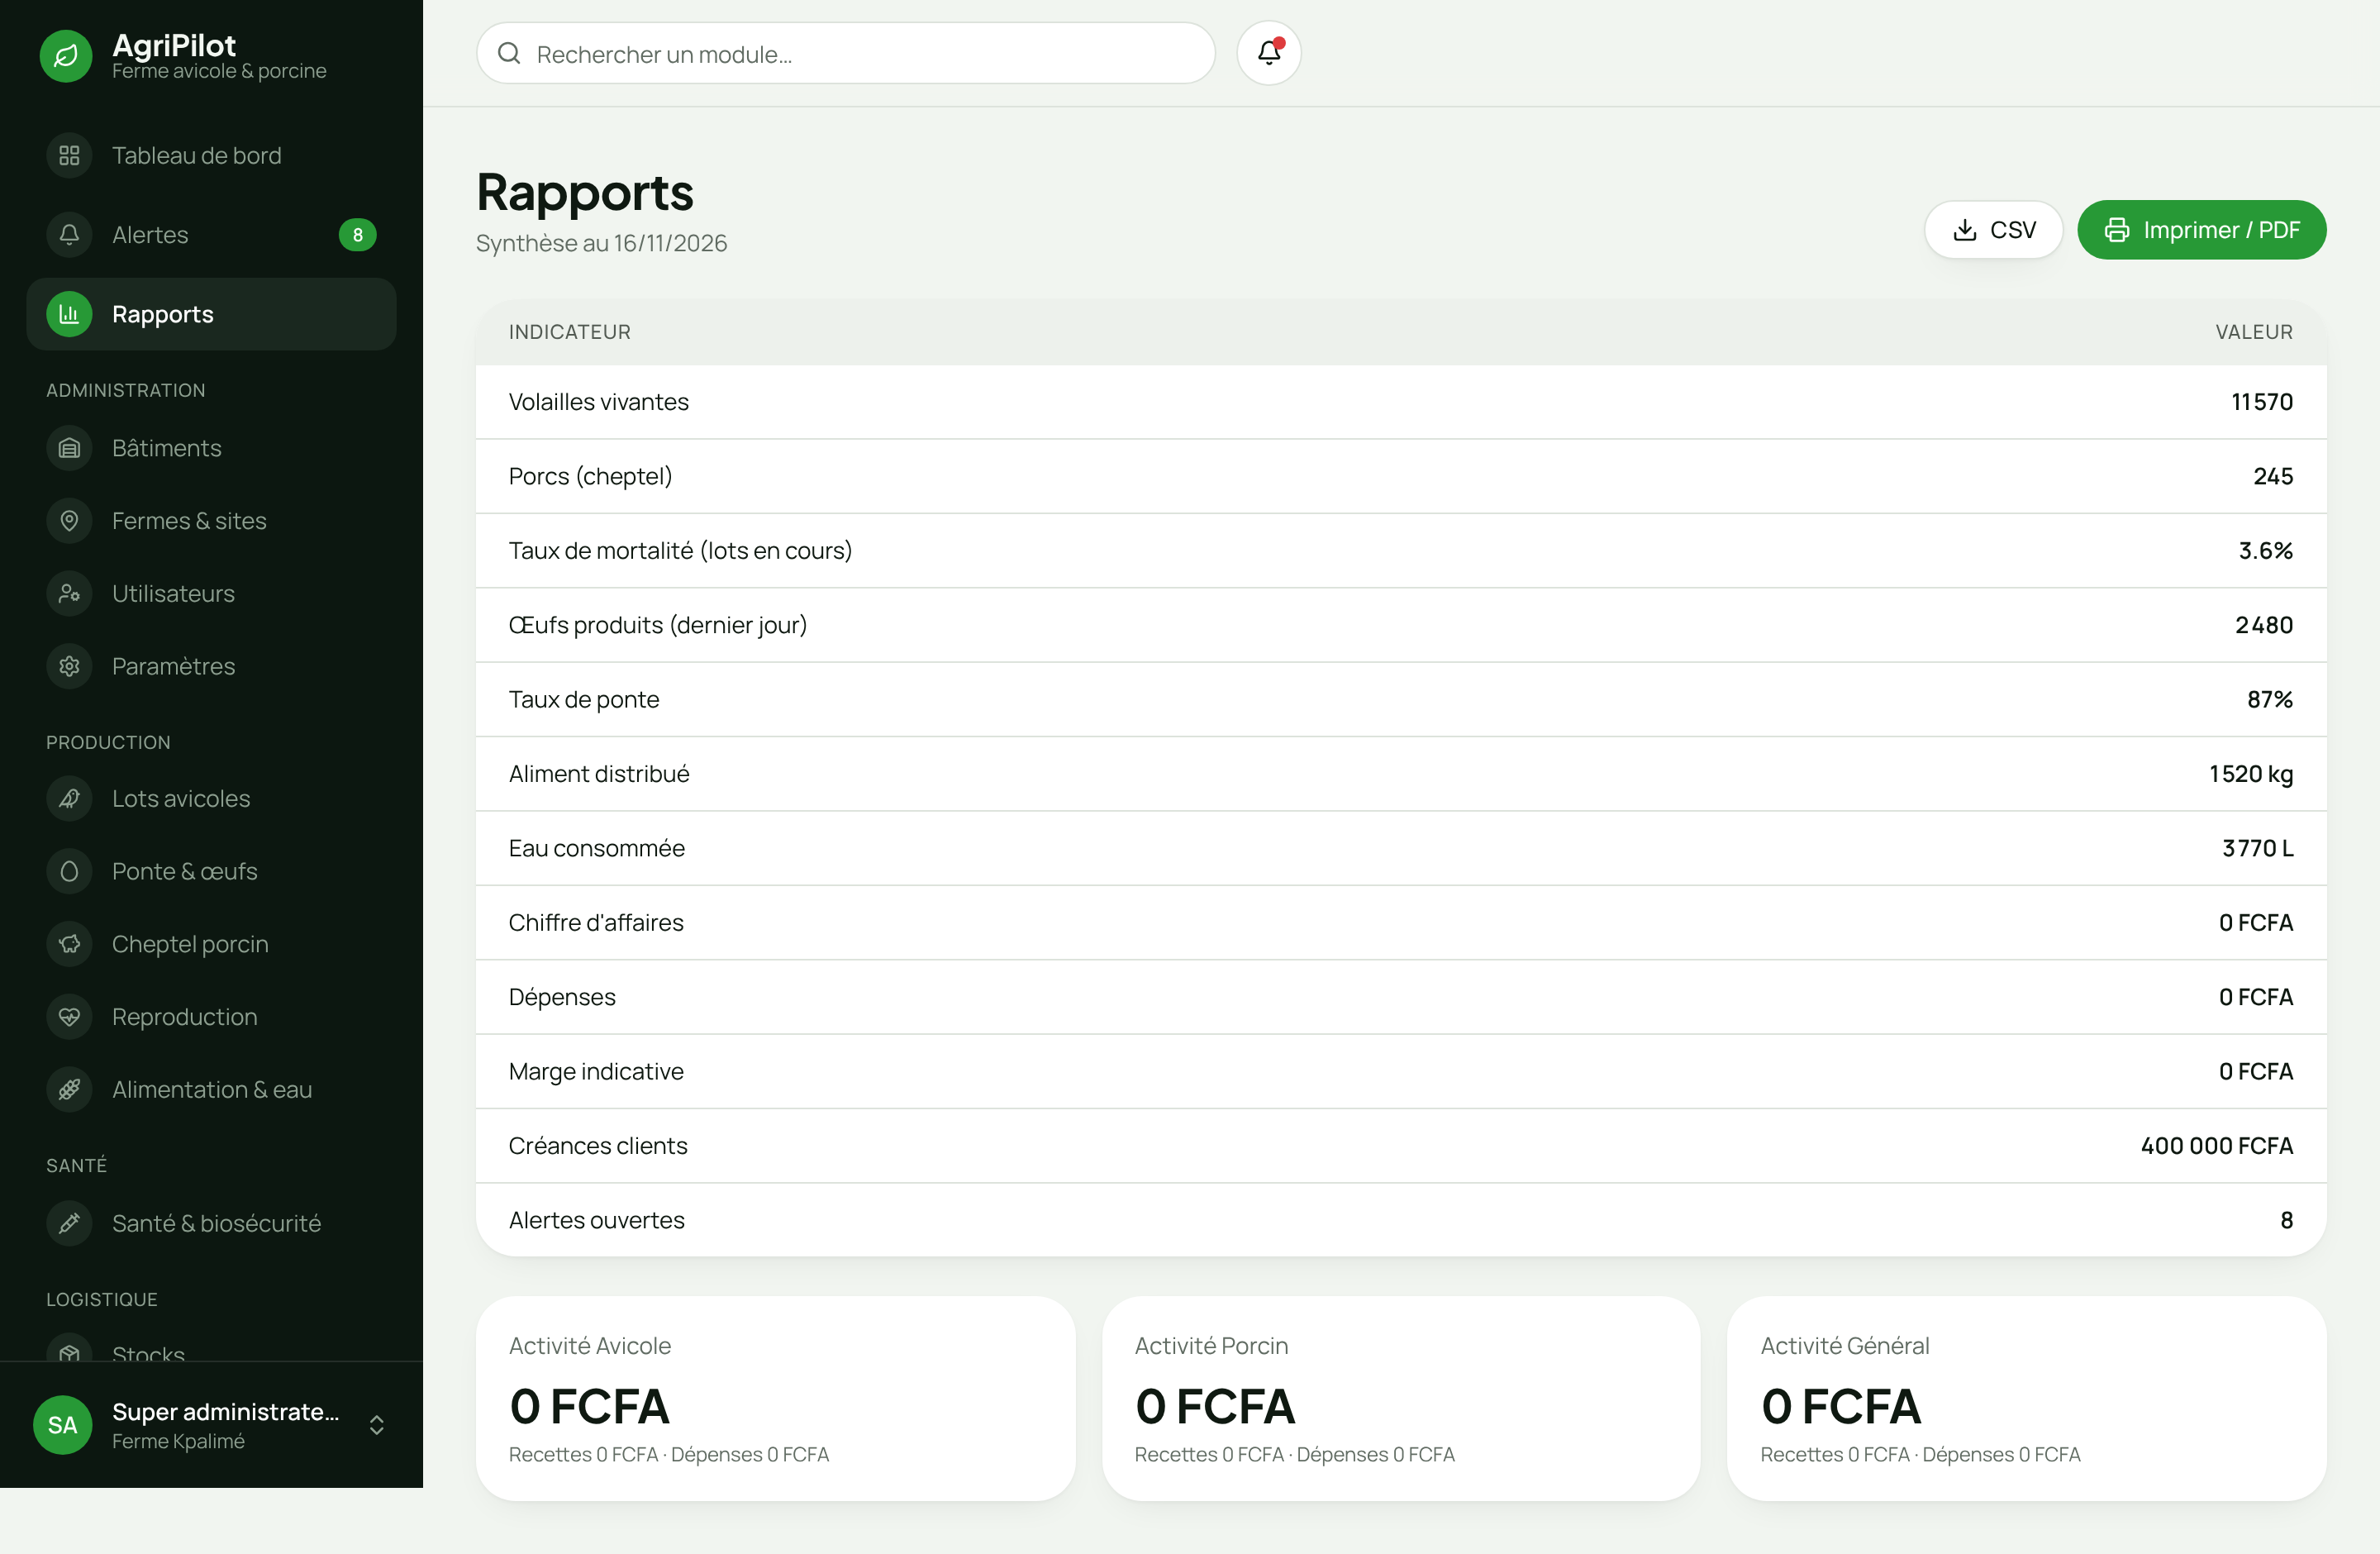 AgriPilot
Ferme avicole & porcine
Tableau de bord
Alertes
8
Rapports
ADMINISTRATION
Bâtiments
Fermes & sites
Utilisateurs
Paramètres
PRODUCTION
Lots avicoles
Ponte & œufs
Cheptel porcin
Reproduction
Alimentation & eau
SANTÉ
Santé & biosécurité
LOGISTIQUE
Stocks
SA
Super administrate...
Ferme Kpalimé
Rechercher un module...
Rapports
Synthèse au 16/11/2026
CSV
Imprimer / PDF
INDICATEUR VALEUR
Volailles vivantes 11 570
Porcs (cheptel) 245
Taux de mortalité (lots en cours) 3.6%
Œufs produits (dernier jour) 2 480
Taux de ponte 87%
Aliment distribué 1 520 kg
Eau consommée 3 770 L
Chiffre d'affaires 0 FCFA
Dépenses 0 FCFA
Marge indicative 0 FCFA
Créances clients 400 000 FCFA
Alertes ouvertes 8
Activité Avicole
0 FCFA
Recettes 0 FCFA · Dépenses 0 FCFA
Activité Porcin
0 FCFA
Recettes 0 FCFA · Dépenses 0 FCFA
Activité Général
0 FCFA
Recettes 0 FCFA · Dépenses 0 FCFA